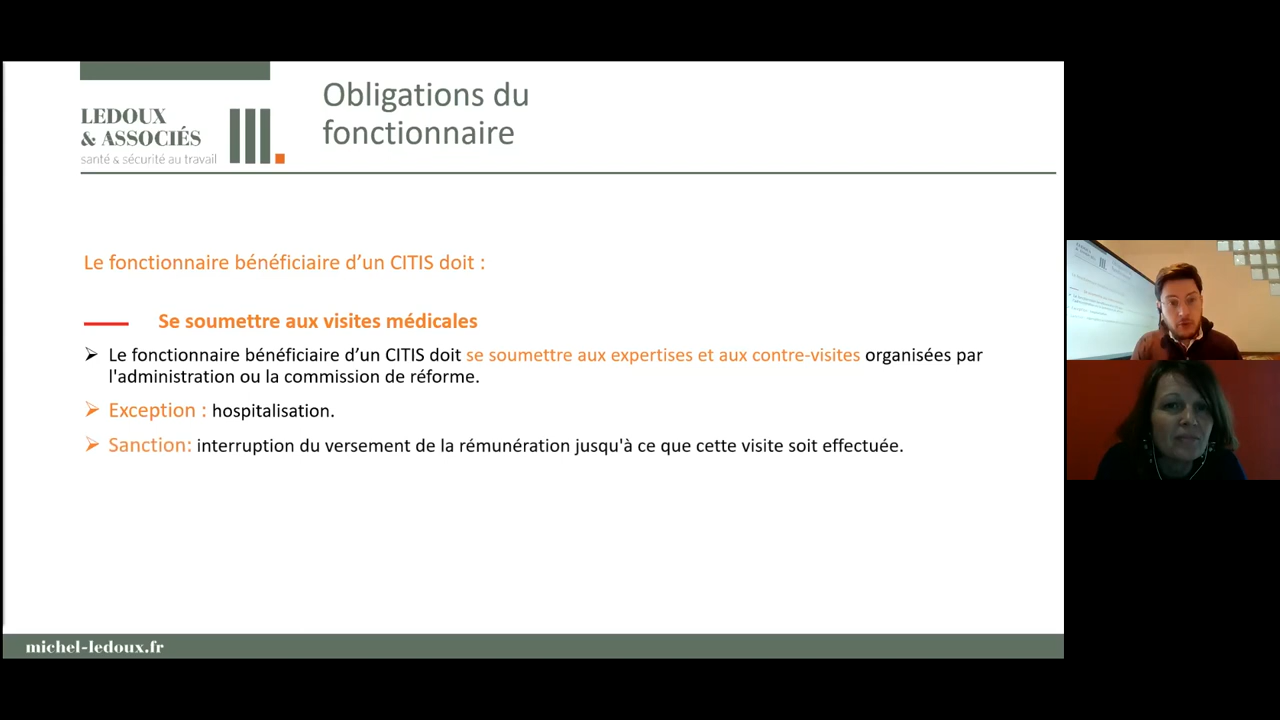 LEDOUX
& ASSOCIÉS
santé & sécurité au travail
Obligations du
fonctionnaire
Le fonctionnaire bénéficiaire d’un CITIS doit :
Se soumettre aux visites médicales
Le fonctionnaire bénéficiaire d’un CITIS doit se soumettre aux expertises et aux contre-visites organisées par
l'administration ou la commission de réforme.
Exception : hospitalisation.
Sanction: interruption du versement de la rémunération jusqu'à ce que cette visite soit effectuée.
michel-ledoux.fr